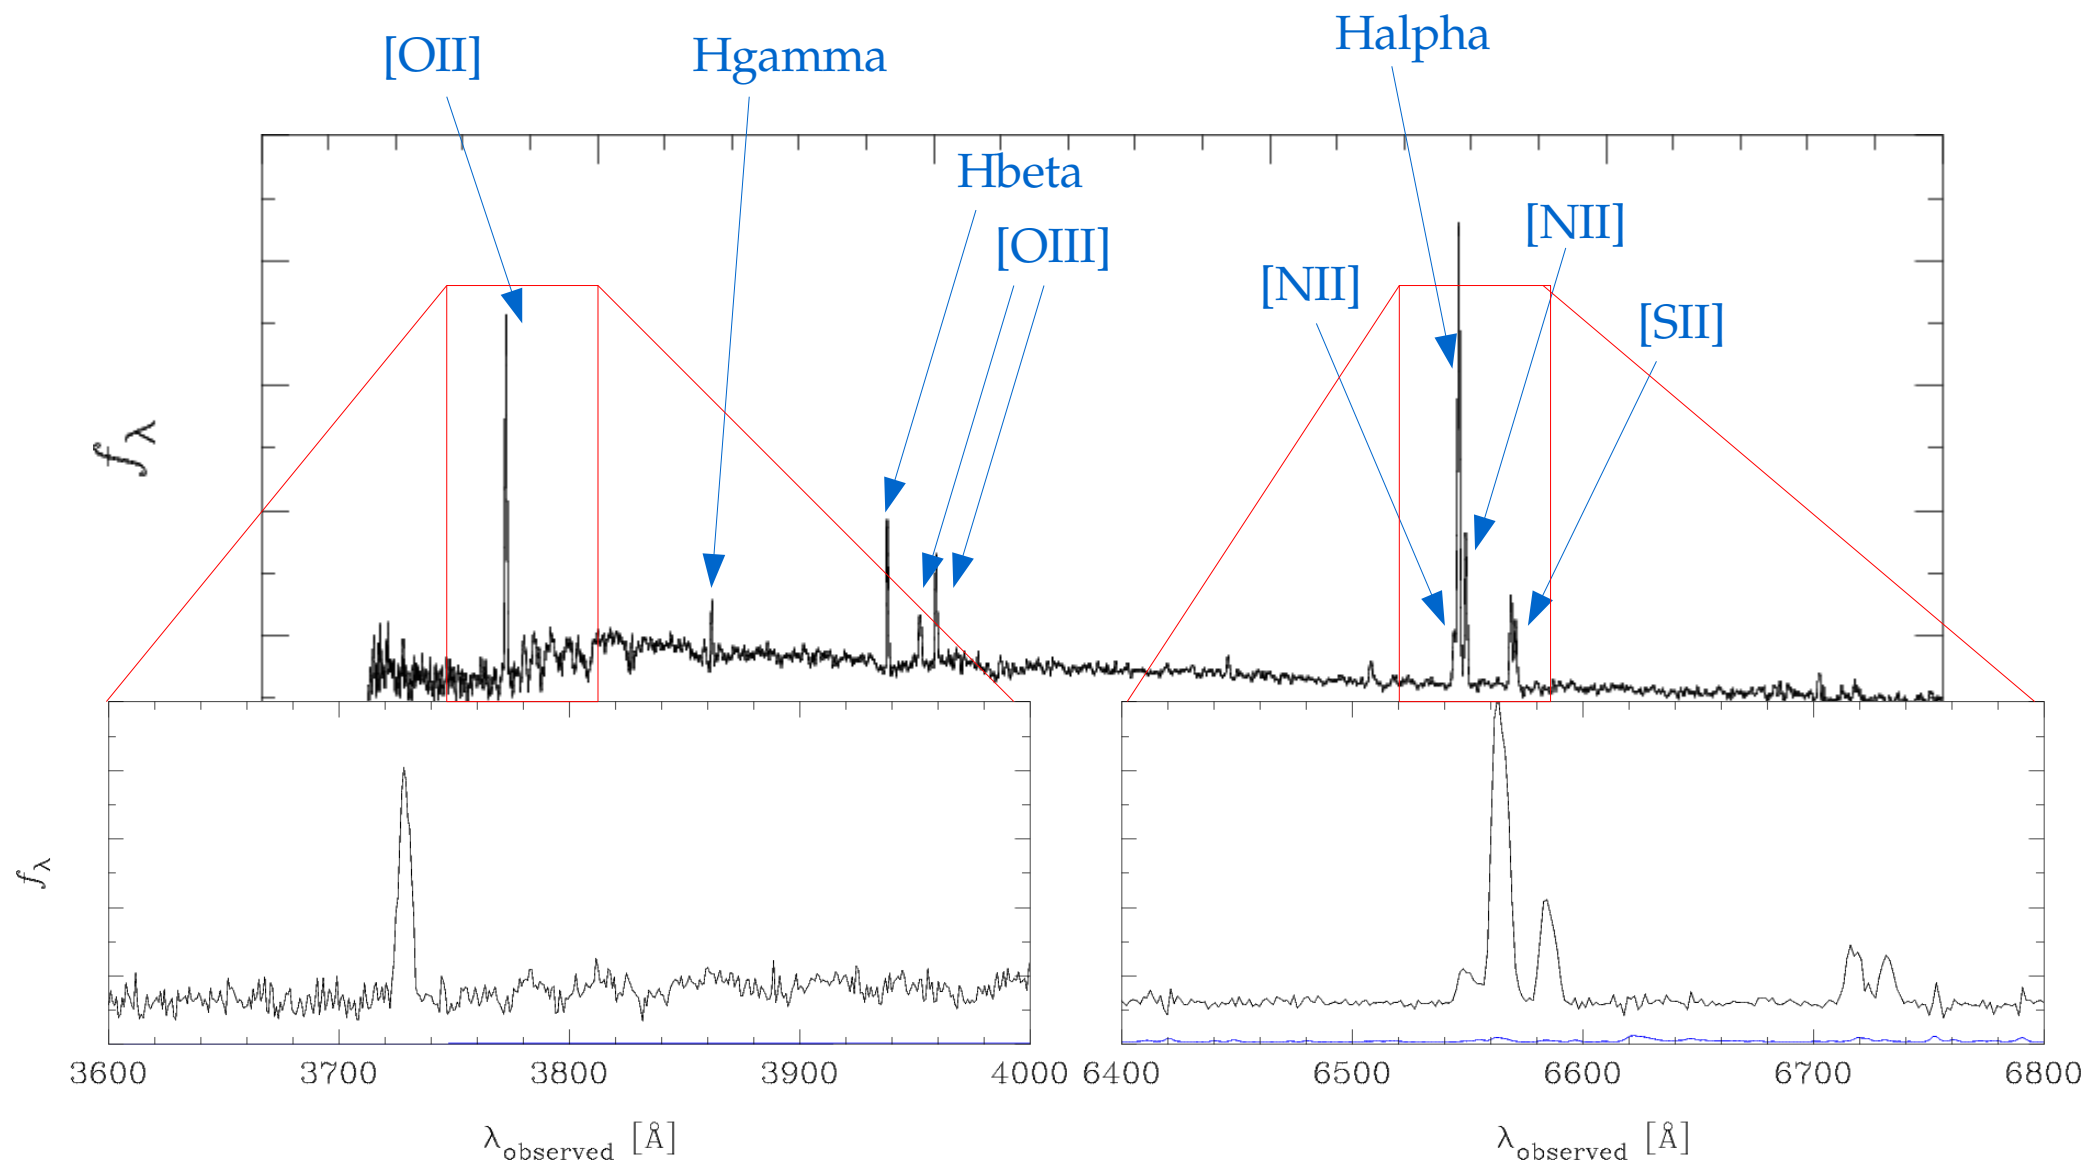 Halpha
[OII]
Hgamma
Hbeta
[NII]
[OIII]
[NII]
[SII]
fλ
fλ
3600
3700
3800
3900
4000
6400
6500
6600
6700
6800
λobserved [Å]
λobserved [Å]